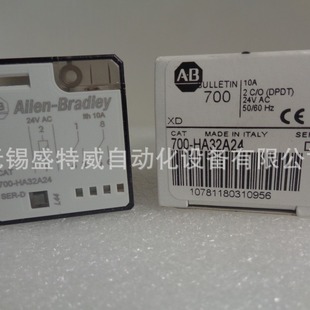 Allen-Bradley
24V AC
10A
2
1
8
CAT
700-HA32A24
SER-D
AB
BULLETIN
700
10A
2 C/O (DPDT)
24V AC
50/60 Hz
XD
CE
CAT
MADE IN ITALY
SER
700-HA32A24
10781180310956
无锡盛特威自动化设备有限公司